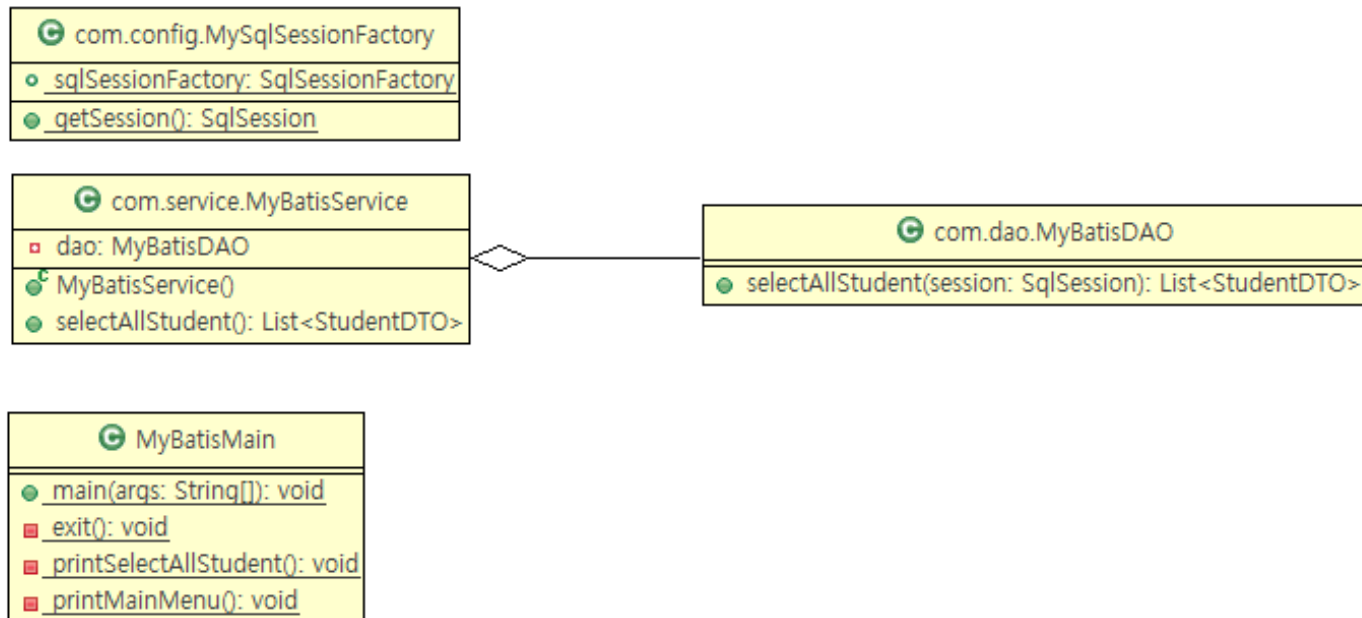 C com.config.MySqlSessionFactory
sqlSessionFactory: SqlSessionFactory
getSession(): SqlSession
C com.service.MyBatisService
dao: MyBatisDAO
C MyBatisService()
selectAllStudent(): List<StudentDTO>
C com.dao.MyBatisDAO
selectAllStudent(session: SqlSession): List<StudentDTO>
C MyBatisMain
main(args: String[]): void
exit(): void
printSelectAllStudent(): void
printMainMenu(): void